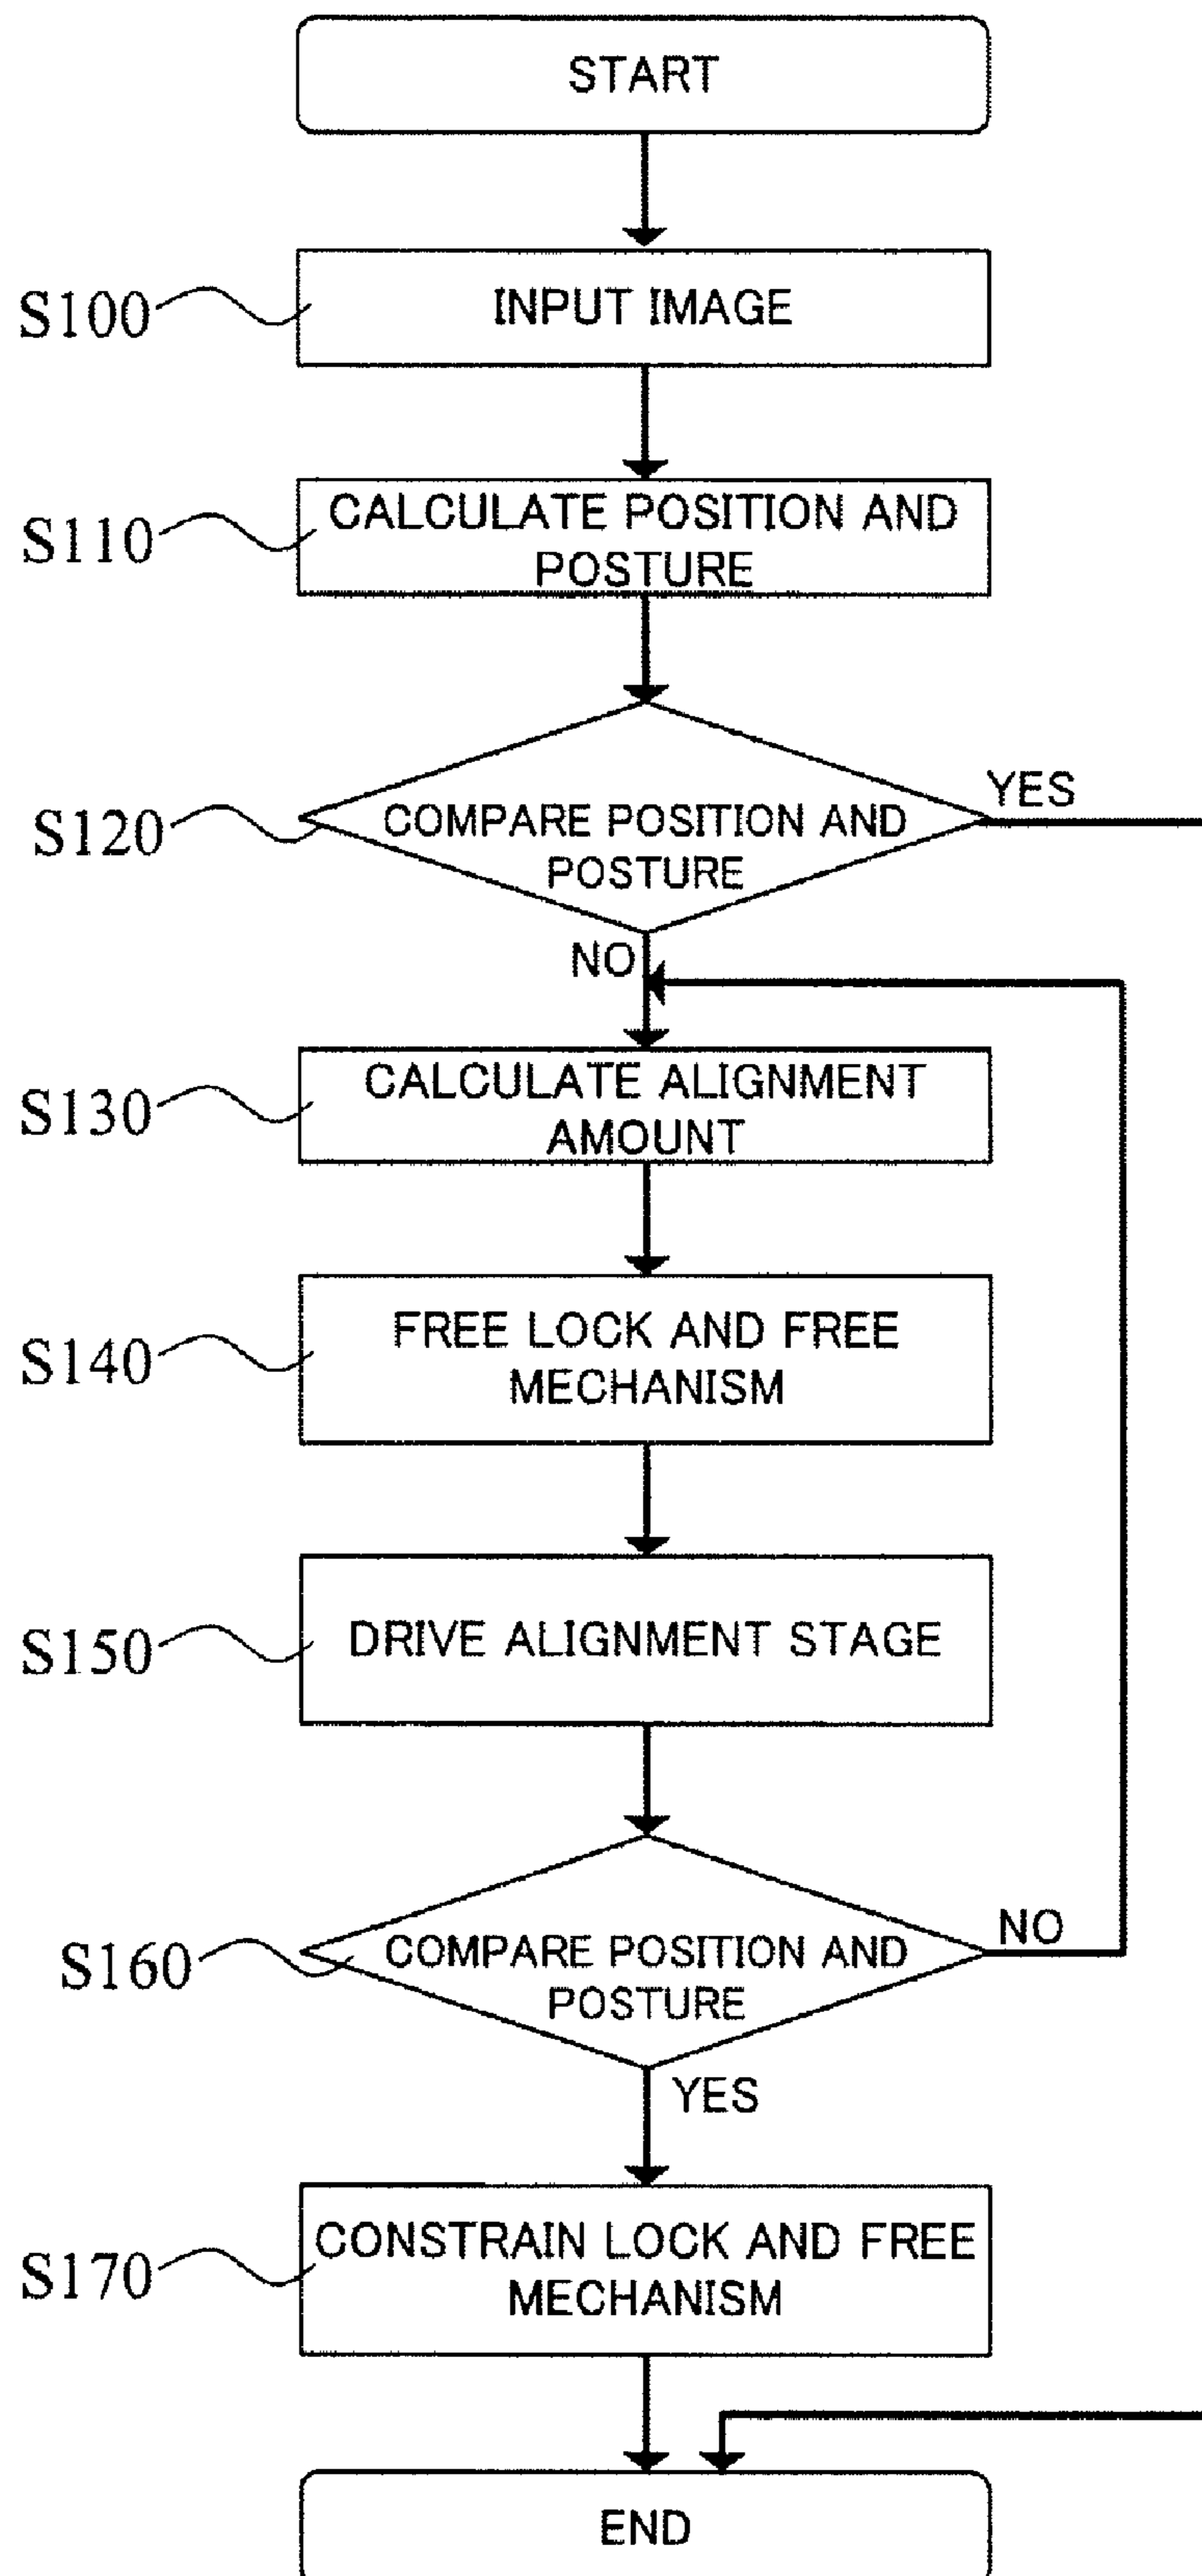 START
S100
INPUT IMAGE
S110
CALCULATE POSITION AND
POSTURE
S120
COMPARE POSITION AND
POSTURE
YES
NO
S130
CALCULATE ALIGNMENT
AMOUNT
S140
FREE LOCK AND FREE
MECHANISM
S150
DRIVE ALIGNMENT STAGE
S160
COMPARE POSITION AND
POSTURE
NO
YES
S170
CONSTRAIN LOCK AND FREE
MECHANISM
END